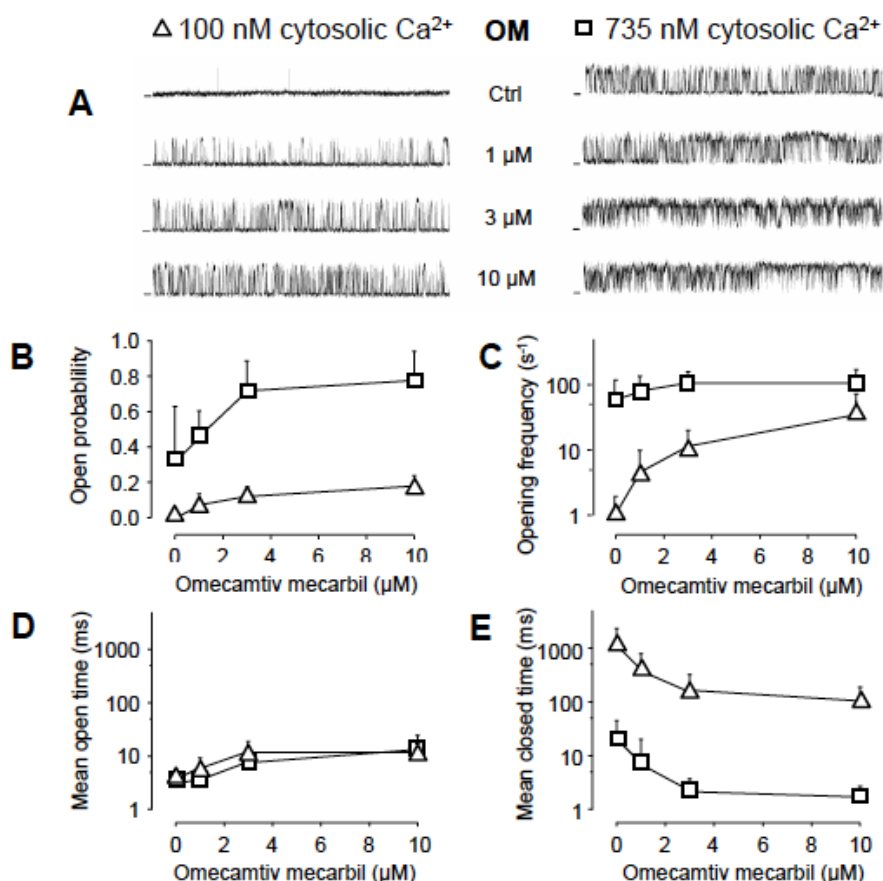 △ 100 nM cytosolic Ca²⁺ OM □ 735 nM cytosolic Ca²⁺
A
Ctrl
1 µM
3 µM
10 µM
B
Open probablility
1.0
0.8
0.6
0.4
0.2
0.0
0 2 4 6 8 10
Omecamtiv mecarbil (µM)
C
Opening frequency (s⁻¹)
100
10
1
0 2 4 6 8 10
Omecamtiv mecarbil (µM)
D
Mean open time (ms)
1000
100
10
1
0 2 4 6 8 10
Omecamtiv mecarbil (µM)
E
Mean closed time (ms)
1000
100
10
1
0 2 4 6 8 10
Omecamtiv mecarbil (µM)